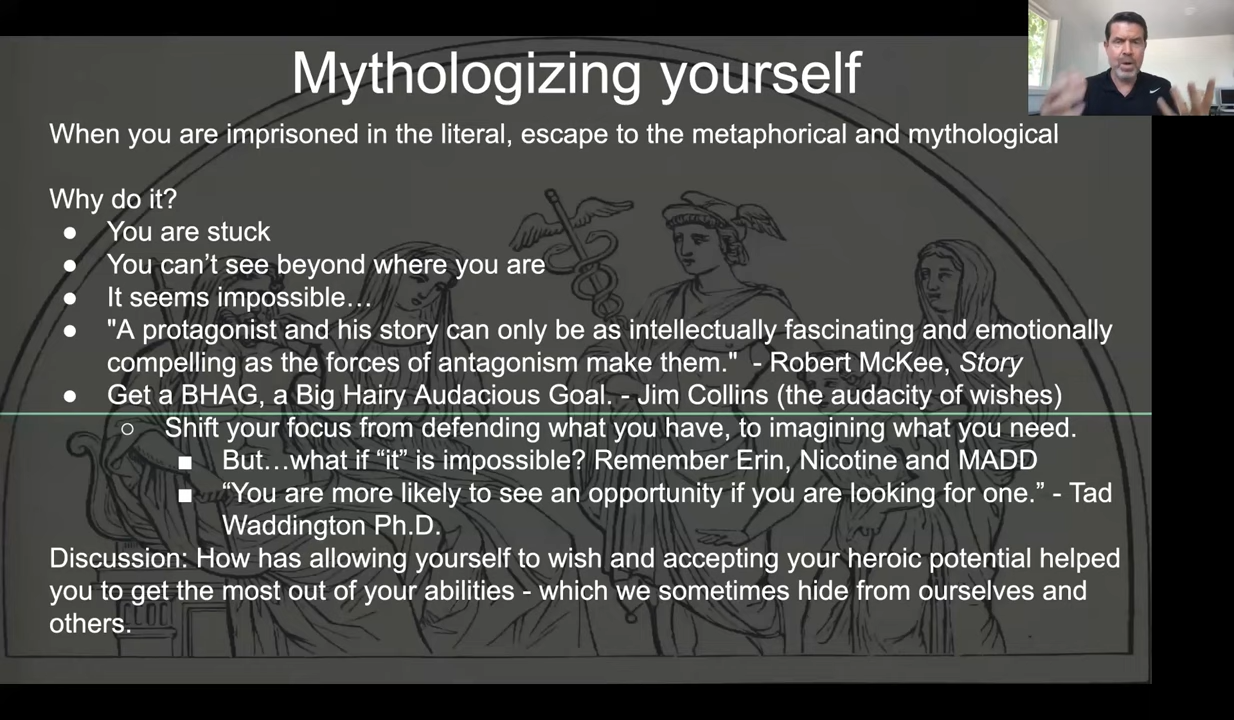 Mythologizing yourself
When you are imprisoned in the literal, escape to the metaphorical and mythological
Why do it?
● You are stuck
● You can’t see beyond where you are
● It seems impossible…
● "A protagonist and his story can only be as intellectually fascinating and emotionally
compelling as the forces of antagonism make them." - Robert McKee, Story
● Get a BHAG, a Big Hairy Audacious Goal. - Jim Collins (the audacity of wishes)
○ Shift your focus from defending what you have, to imagining what you need.
■ But…what if “it” is impossible? Remember Erin, Nicotine and MADD
■ “You are more likely to see an opportunity if you are looking for one.” - Tad
Waddington Ph.D.
Discussion: How has allowing yourself to wish and accepting your heroic potential helped
you to get the most out of your abilities - which we sometimes hide from ourselves and
others.